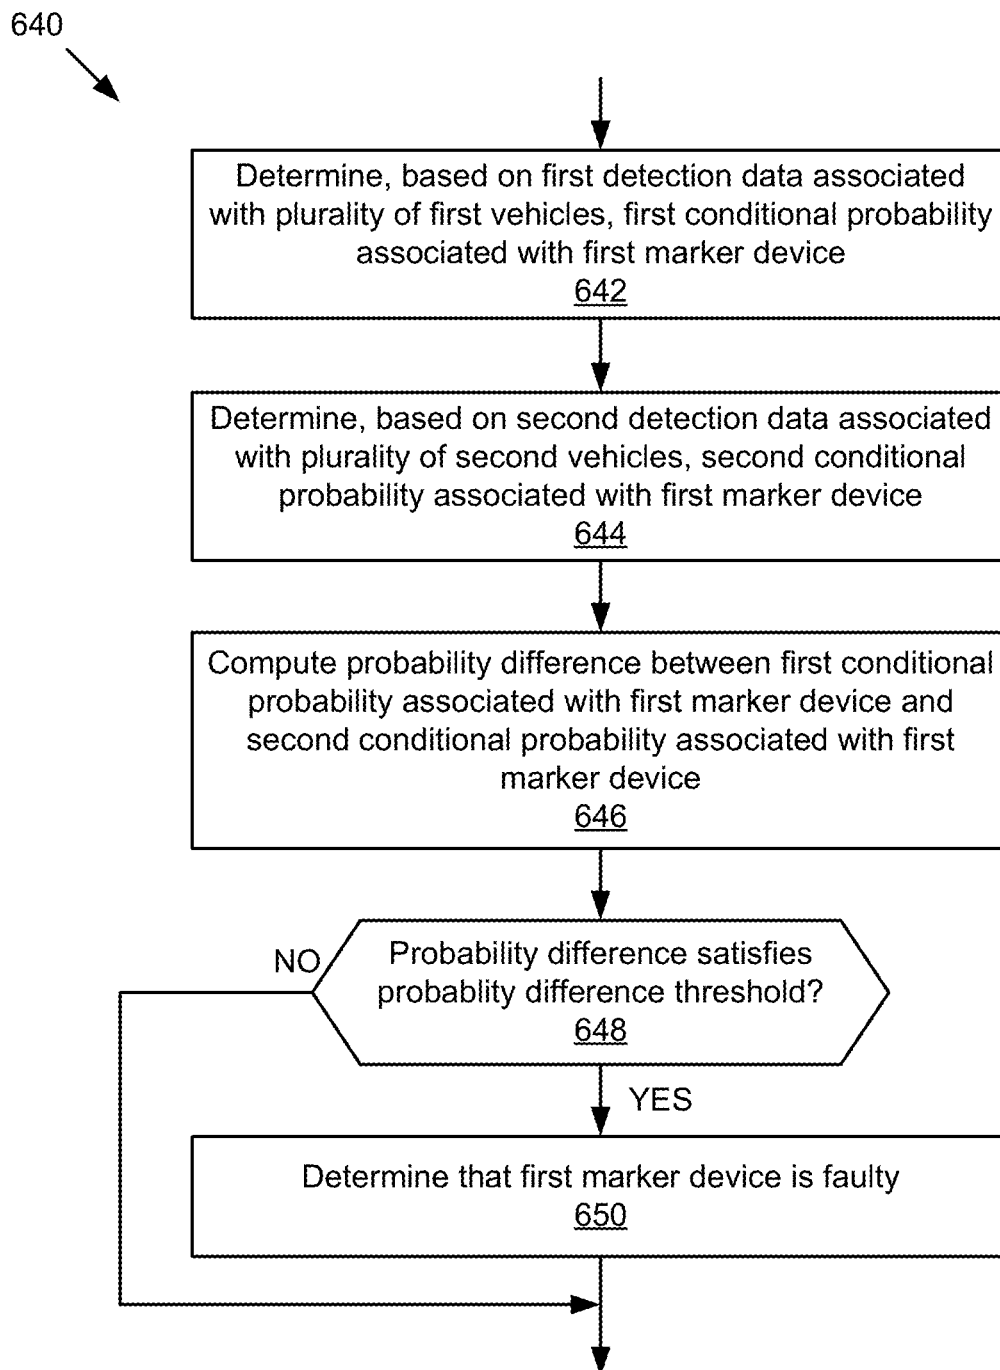 640
Determine, based on first detection data associated
with plurality of first vehicles, first conditional probability
associated with first marker device
642
Determine, based on second detection data associated
with plurality of second vehicles, second conditional
probability associated with first marker device
644
Compute probability difference between first conditional
probability associated with first marker device and
second conditional probability associated with first
marker device
646
NO
Probability difference satisfies
probablity difference threshold?
648
YES
Determine that first marker device is faulty
650